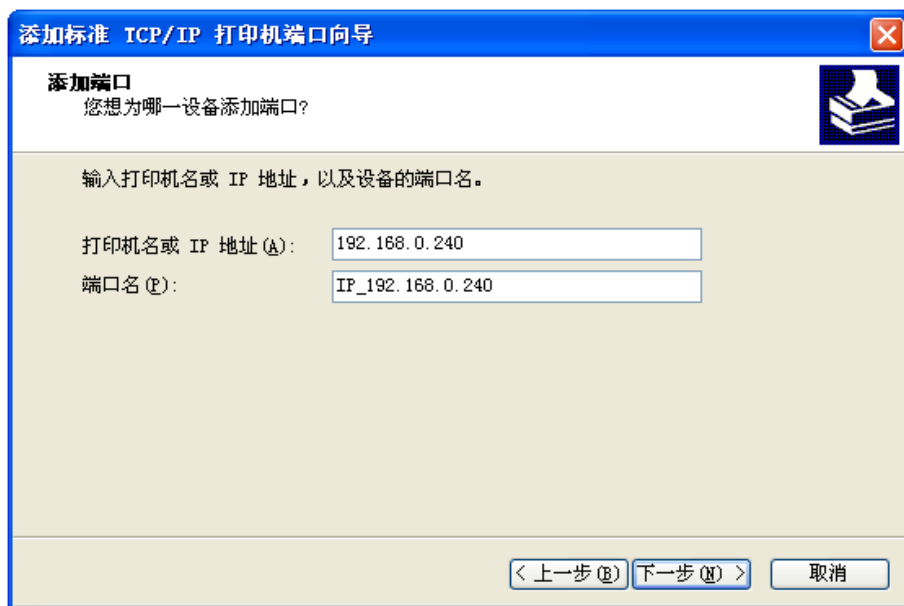 添加标准 TCP/IP 打印机端口向导
添加端口
您想为哪一设备添加端口?
输入打印机名或 IP 地址,以及设备的端口名。
打印机名或 IP 地址(A): 192.168.0.240
端口名(P): IP_192.168.0.240
< 上一步(B) 下一步(N) > 取消